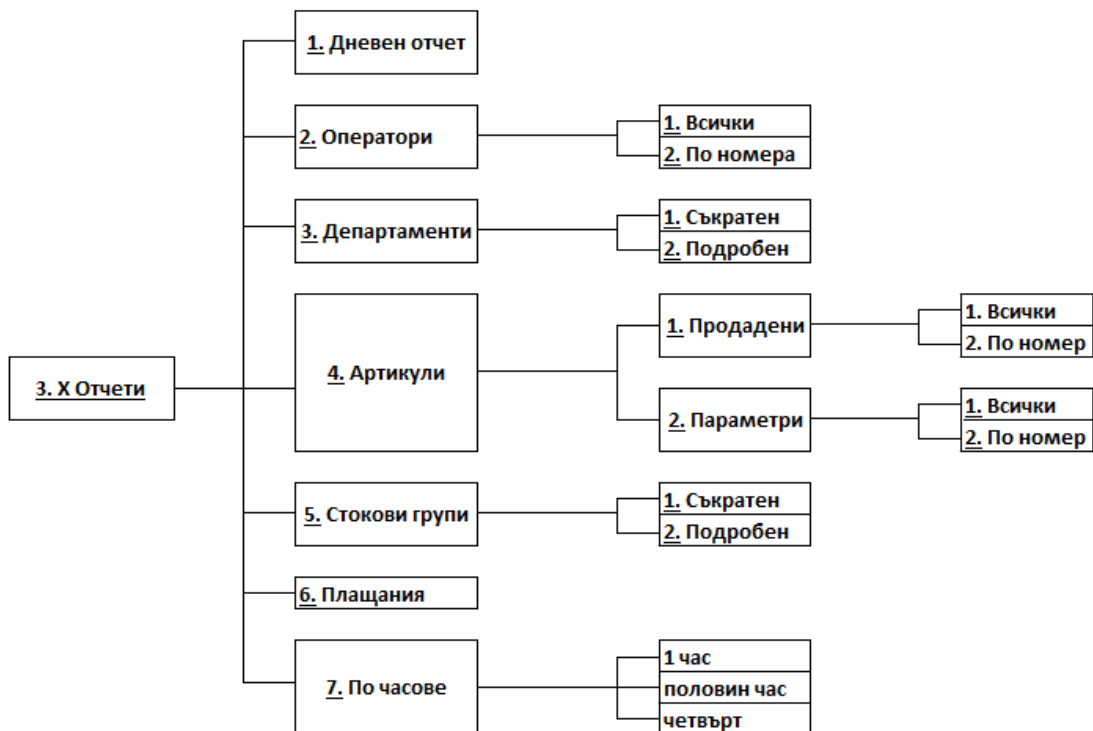 1. Дневен отчет
2. Оператори
1. Всички
2. По номера
3. Департаменти
1. Съкратен
2. Подробен
3. X Отчети
4. Артикули
1. Продадени
1. Всички
2. По номер
2. Параметри
1. Всички
2. По номер
5. Стокови групи
1. Съкратен
2. Подробен
6. Плащания
7. По часове
1 час
половин час
четвърт